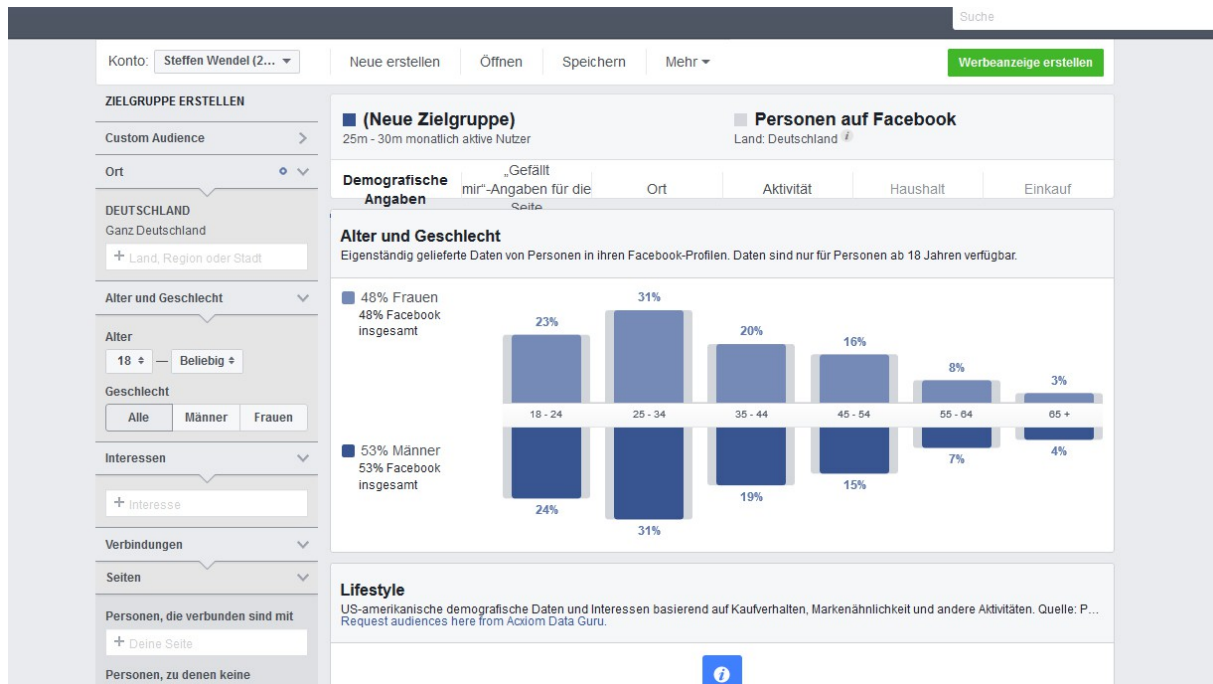 Suche
Konto: Steffen Wendel (2...
Neue erstellen
Öffnen
Speichern
Mehr
Werbeanzeige erstellen
ZIELGRUPPE ERSTELLEN
Custom Audience
Ort
DEUTSCHLAND
Ganz Deutschland
+ Land, Region oder Stadt
Alter und Geschlecht
Alter
18 — Beliebig
Geschlecht
Alle Männer Frauen
Interessen
+ Interesse
Verbindungen
Seiten
Personen, die verbunden sind mit
+ Deine Seite
Personen, zu denen keine
(Neue Zielgruppe)
25m - 30m monatlich aktive Nutzer
Personen auf Facebook
Land: Deutschland i
Demografische
Angaben
„Gefällt
mir“-Angaben für die
Seite
Ort
Aktivität
Haushalt
Einkauf
Alter und Geschlecht
Eigenständig gelieferte Daten von Personen in ihren Facebook-Profilen. Daten sind nur für Personen ab 18 Jahren verfügbar.
48% Frauen
48% Facebook
insgesamt
23% 31% 20% 16% 8% 3%
18 - 24 25 - 34 35 - 44 45 - 54 55 - 64 65 +
53% Männer
53% Facebook
insgesamt
24% 31% 19% 15% 7% 4%
Lifestyle
US-amerikanische demografische Daten und Interessen basierend auf Kaufverhalten, Markenähnlichkeit und andere Aktivitäten. Quelle: P...
Request audiences here from Acxiom Data Guru.
i